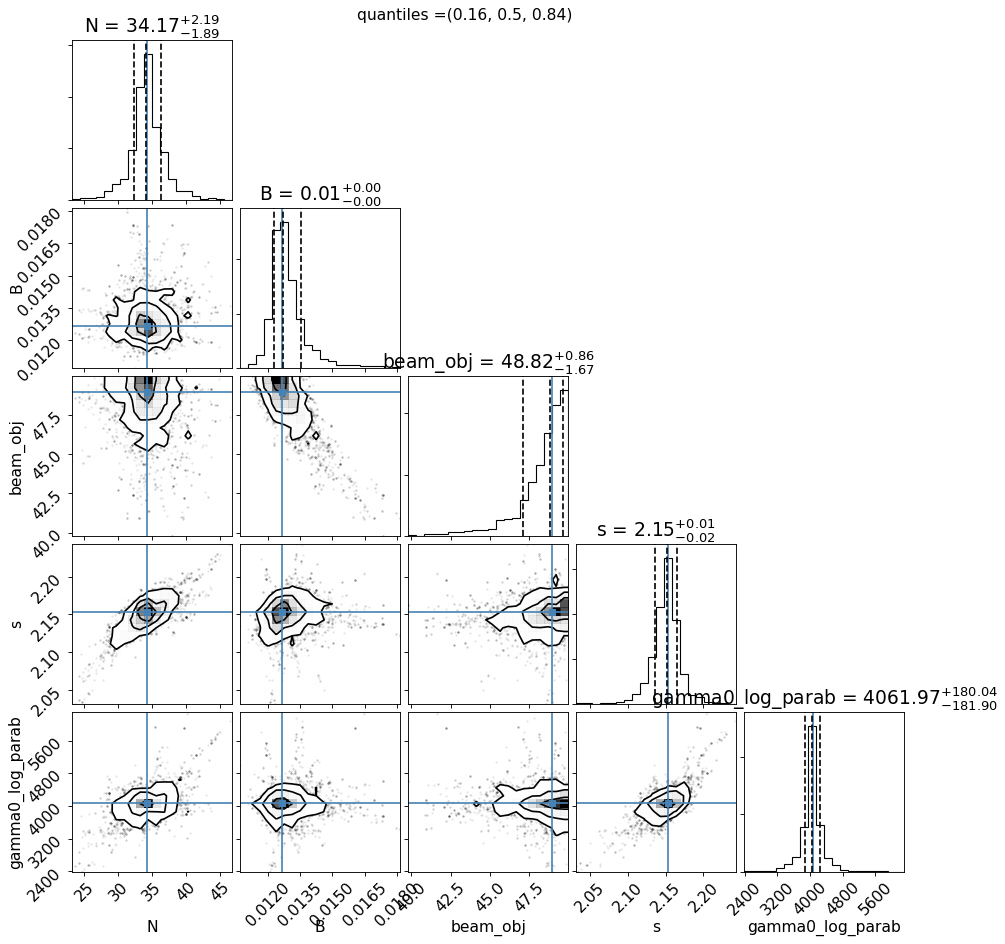 quantiles =(0.16, 0.5, 0.84)
N = 34.17+2.19−1.89
B = 0.01+0.00−0.00
0.0180
0.0165
0.0150
0.0135
0.0120
B
beam_obj = 48.82+0.86−1.67
47.5
45.0
42.5
40.0
beam_obj
s = 2.15+0.01−0.02
2.20
2.15
2.10
2.05
s
gamma0_log_parab = 4061.97+180.04−181.90
5600
4800
4000
3200
2400
gamma0_log_parab
25 30 35 40 45
0.0120 0.0135 0.0150 0.0165 0.0180
40.0 42.5 45.0 47.5
2.05 2.10 2.15 2.20
2400 3200 4000 4800 5600
N B beam_obj s gamma0_log_parab